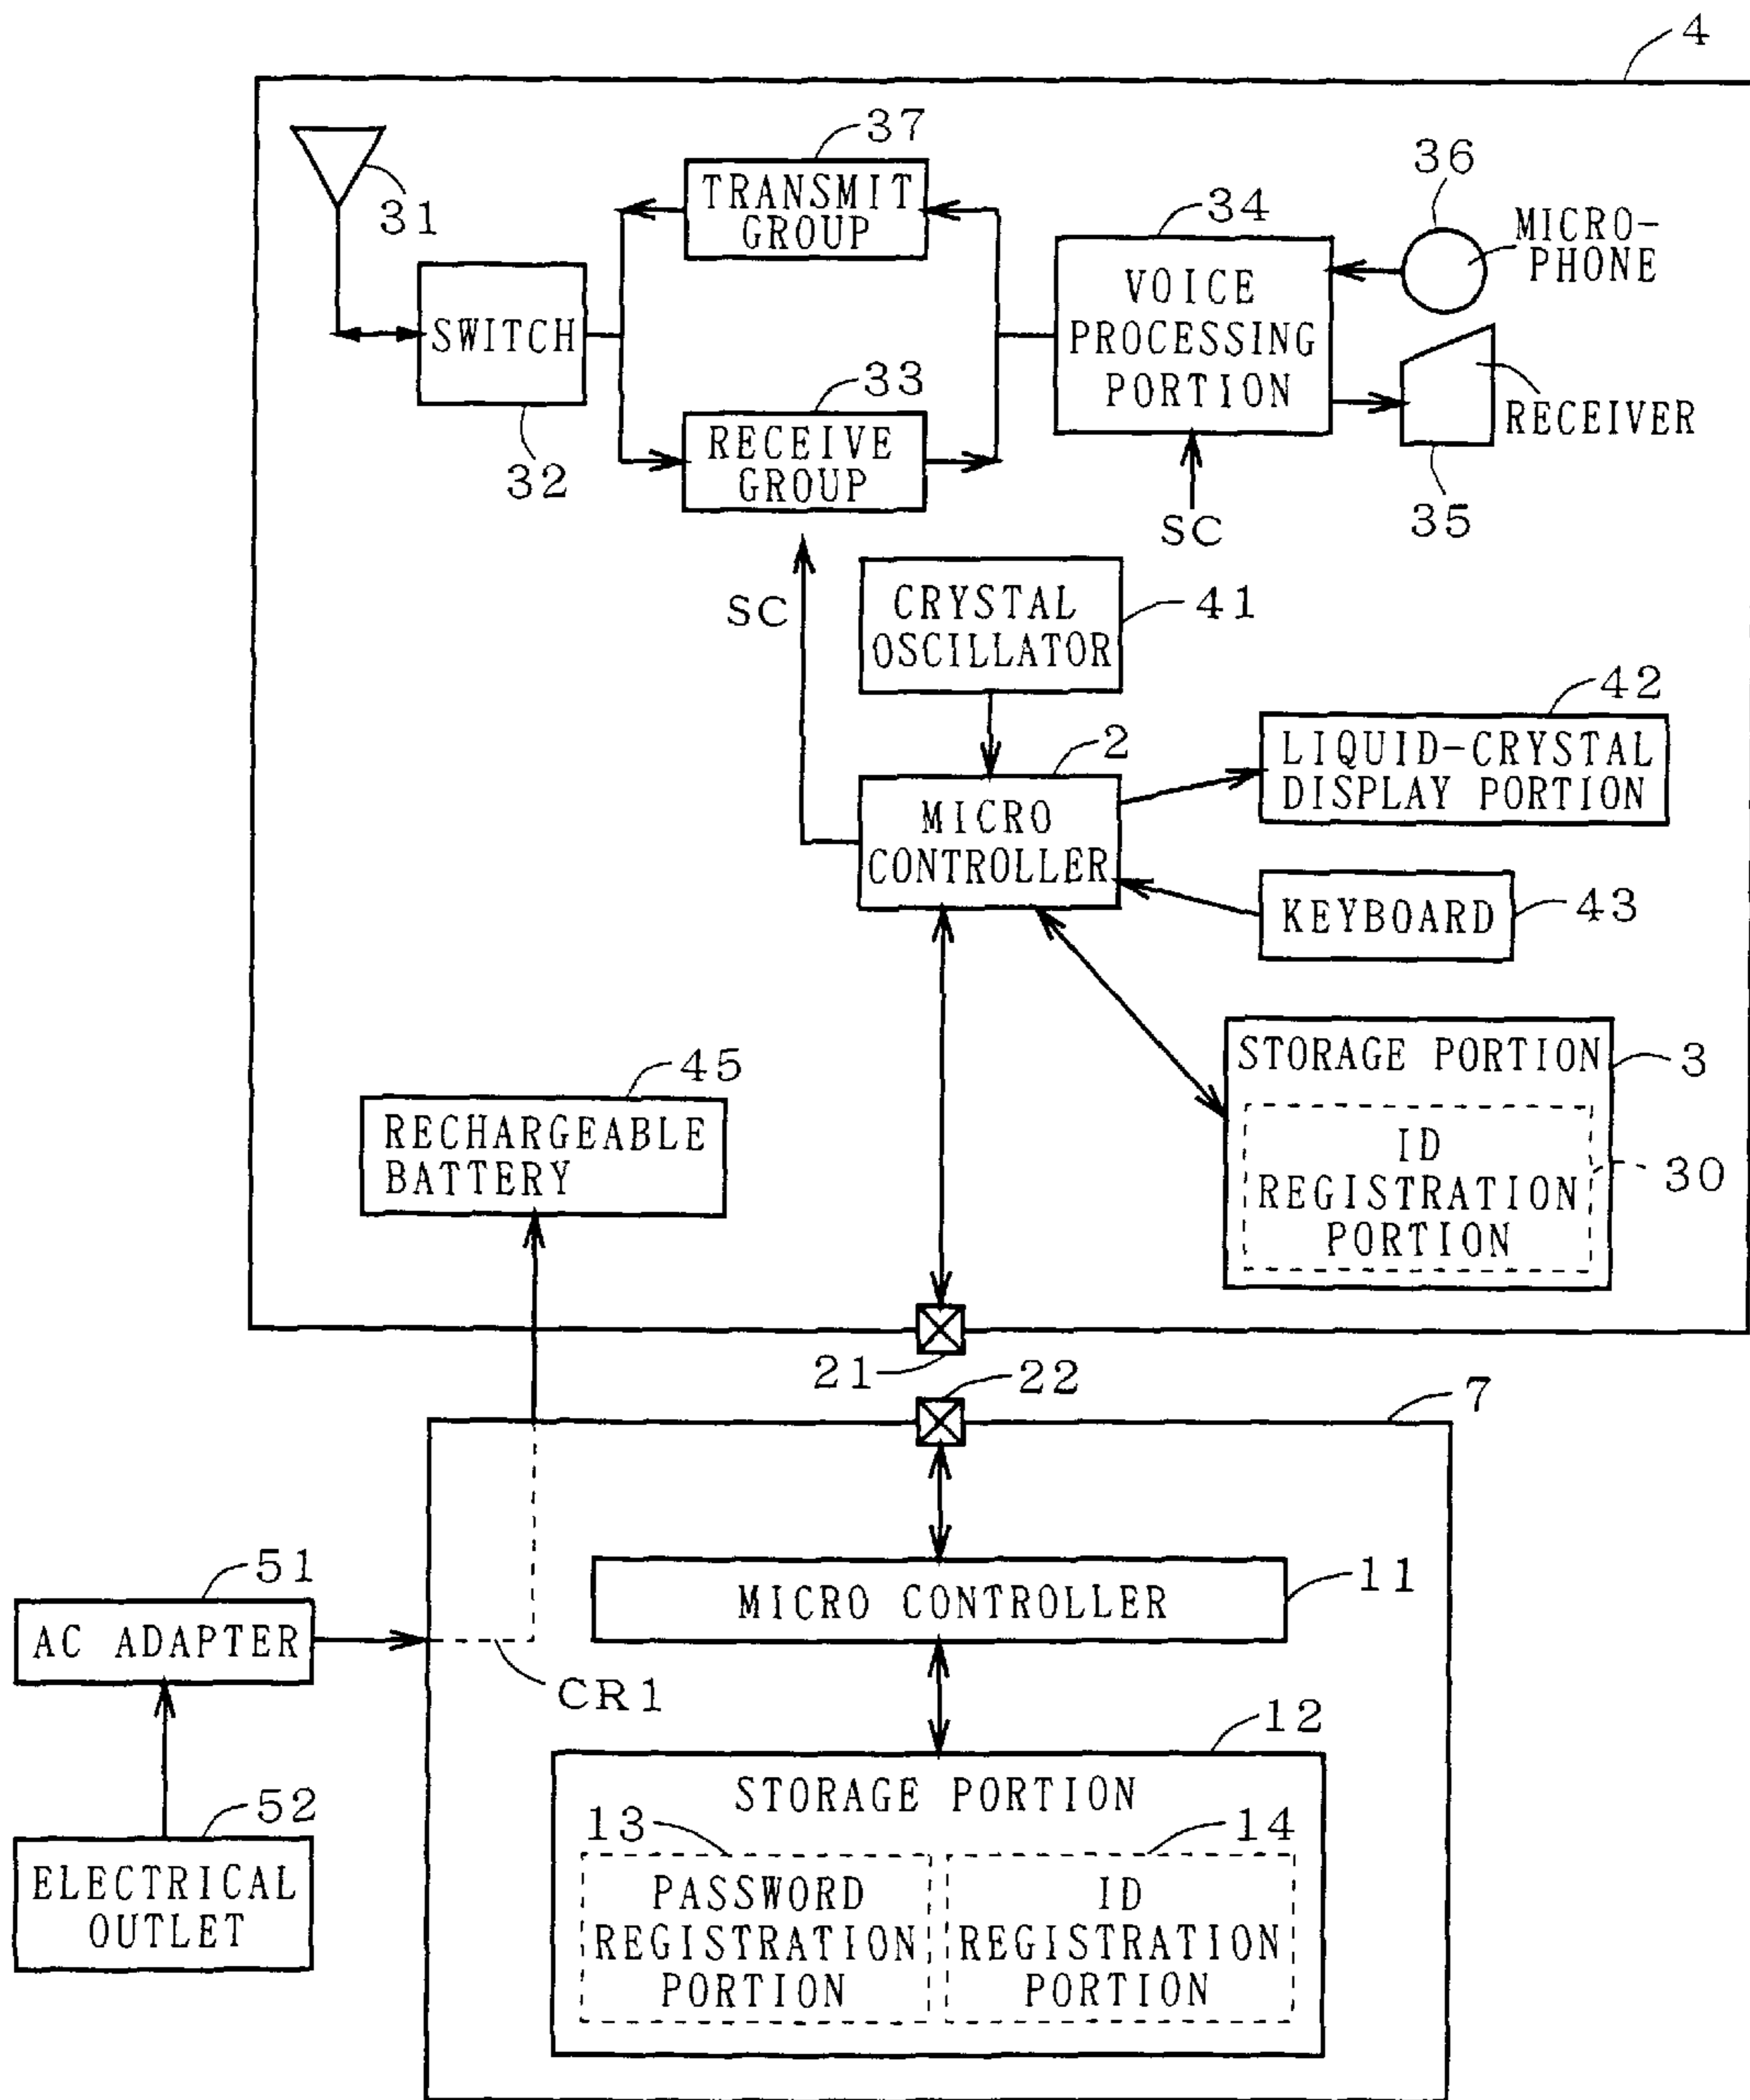 4
37
TRANSMIT
GROUP
31
SWITCH
32
33
RECEIVE
GROUP
34
VOICE
PROCESSING
PORTION
36
MICRO-
PHONE
RECEIVER
35
SC
SC
CRYSTAL
OSCILLATOR
41
2
MICRO
CONTROLLER
42
LIQUID-CRYSTAL
DISPLAY PORTION
KEYBOARD
43
STORAGE PORTION
3
ID
REGISTRATION
PORTION
30
45
RECHARGEABLE
BATTERY
21
22
7
51
AC ADAPTER
MICRO CONTROLLER
11
CR1
52
ELECTRICAL
OUTLET
12
STORAGE PORTION
13
PASSWORD
REGISTRATION
PORTION
14
ID
REGISTRATION
PORTION